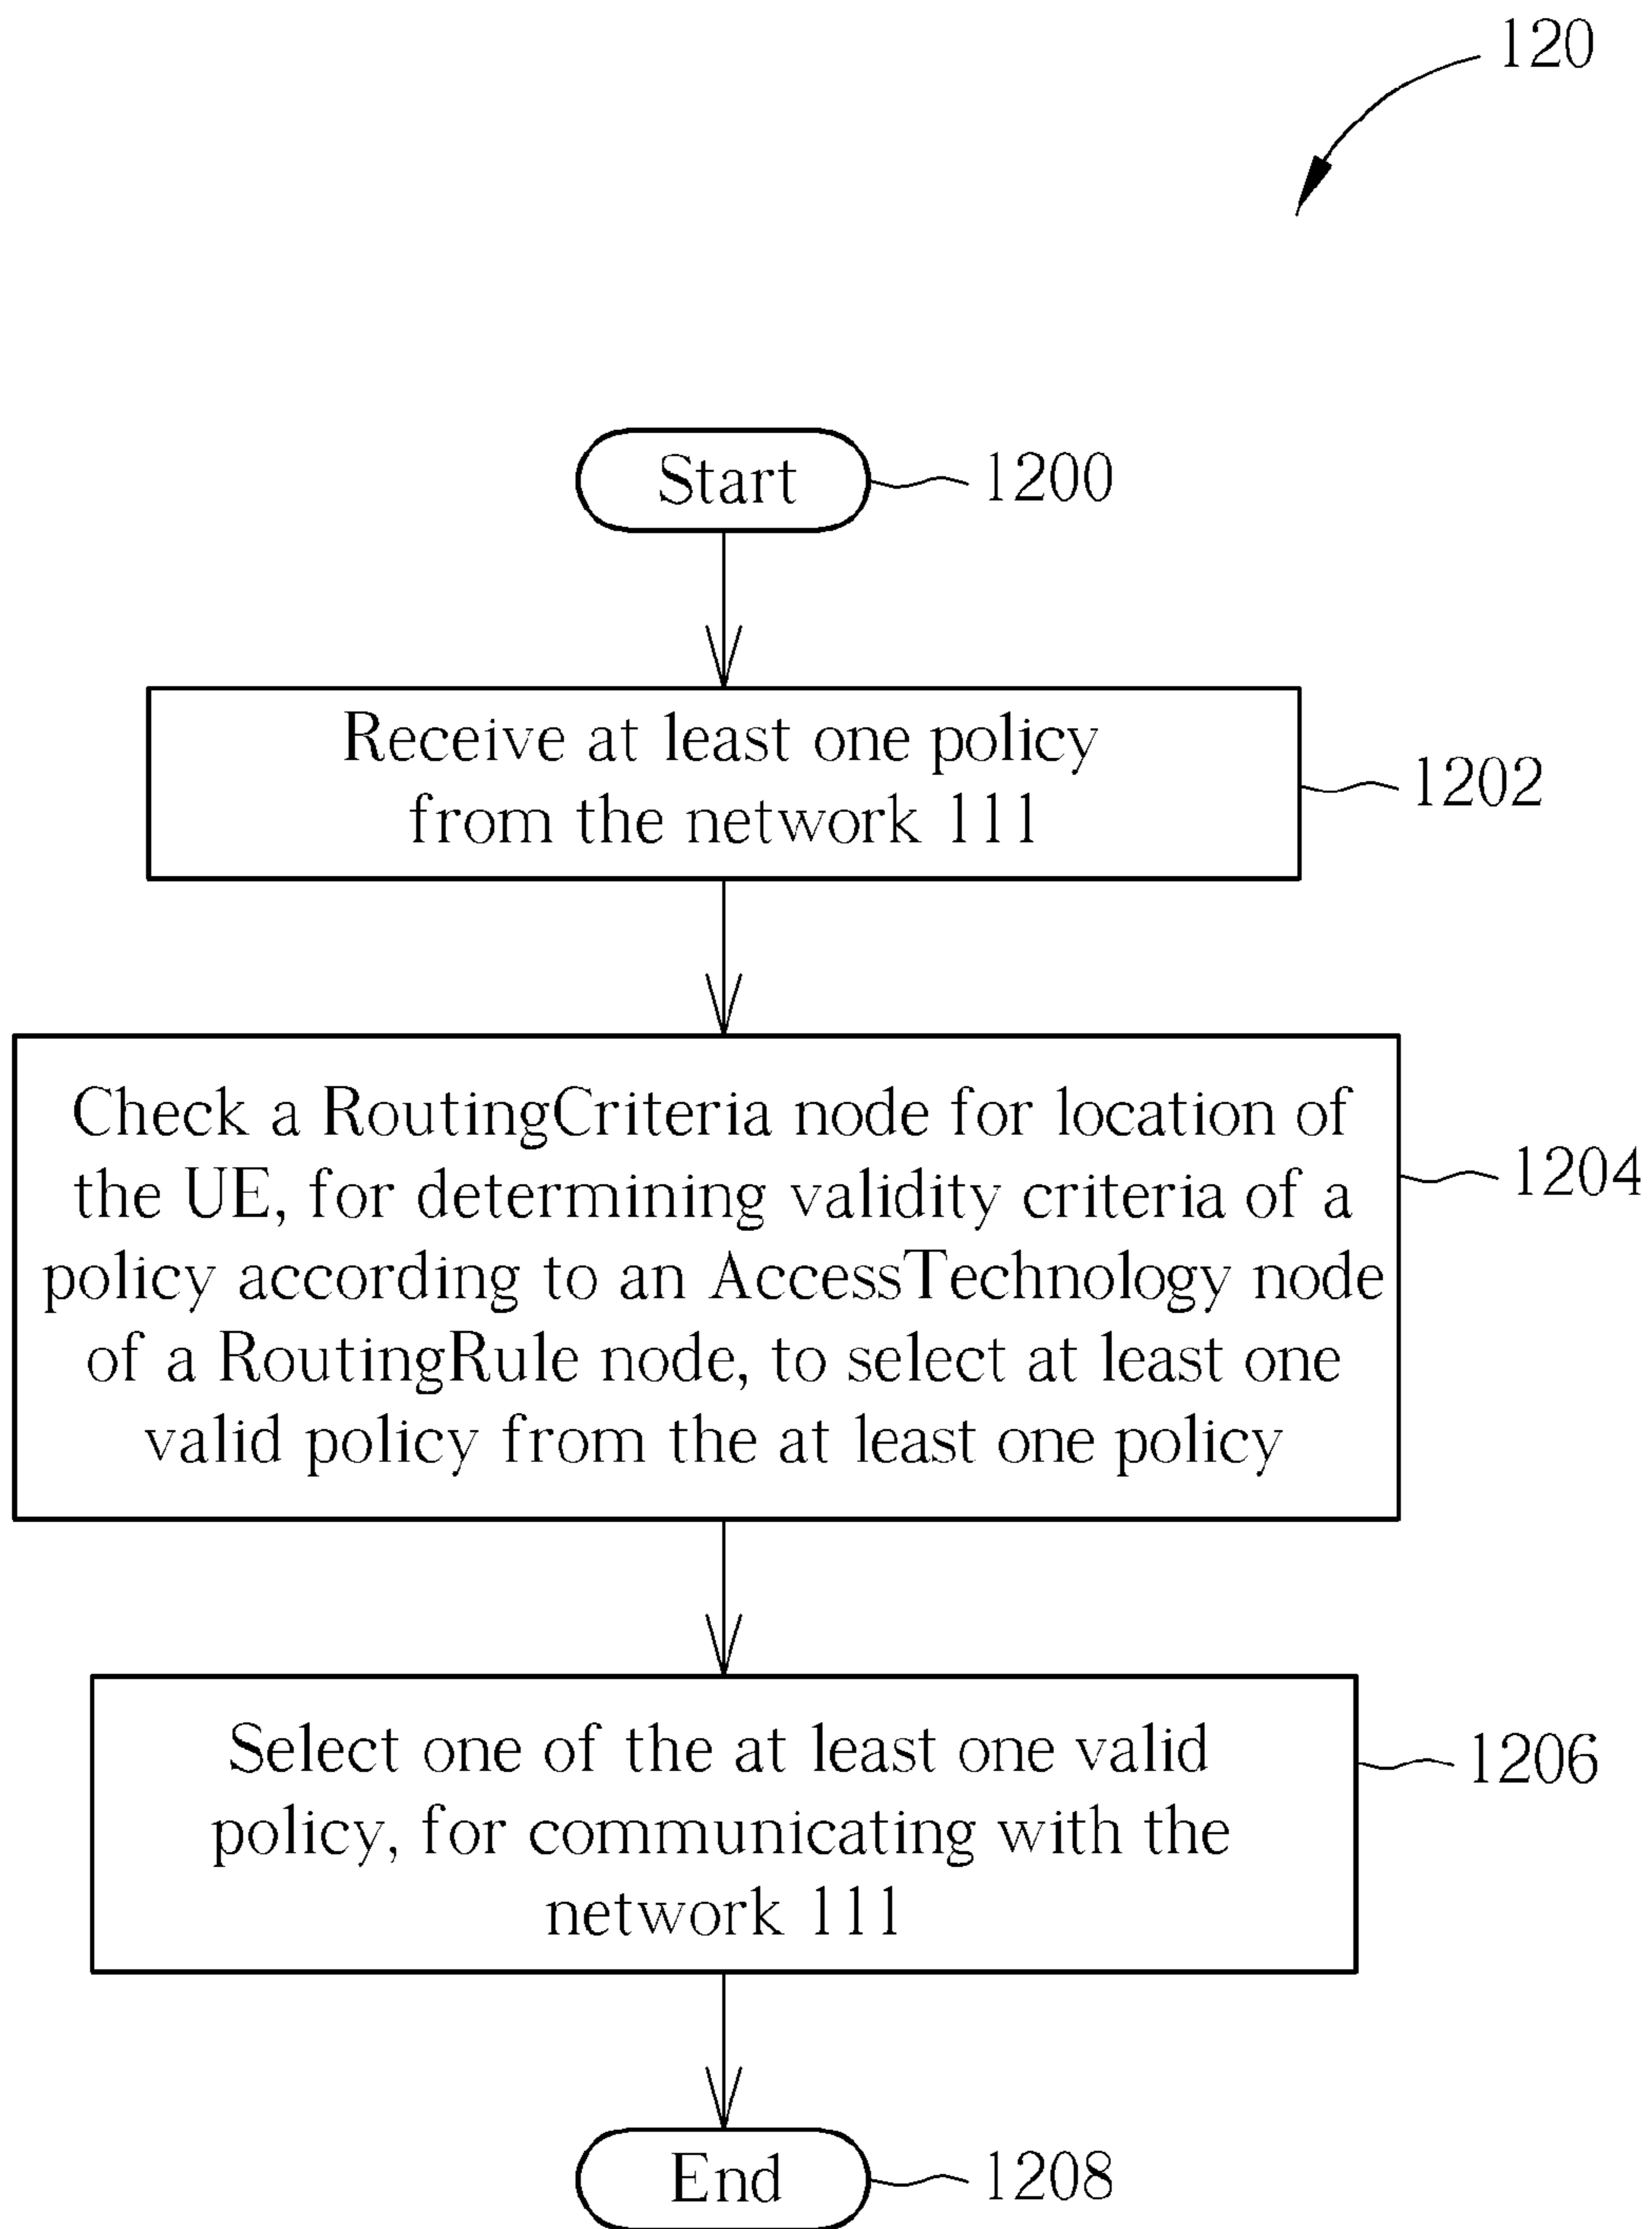 120
Start
1200
Receive at least one policy
from the network 111
1202
Check a RoutingCriteria node for location of
the UE, for determining validity criteria of a
policy according to an AccessTechnology node
of a RoutingRule node, to select at least one
valid policy from the at least one policy
1204
Select one of the at least one valid
policy, for communicating with the
network 111
1206
End
1208